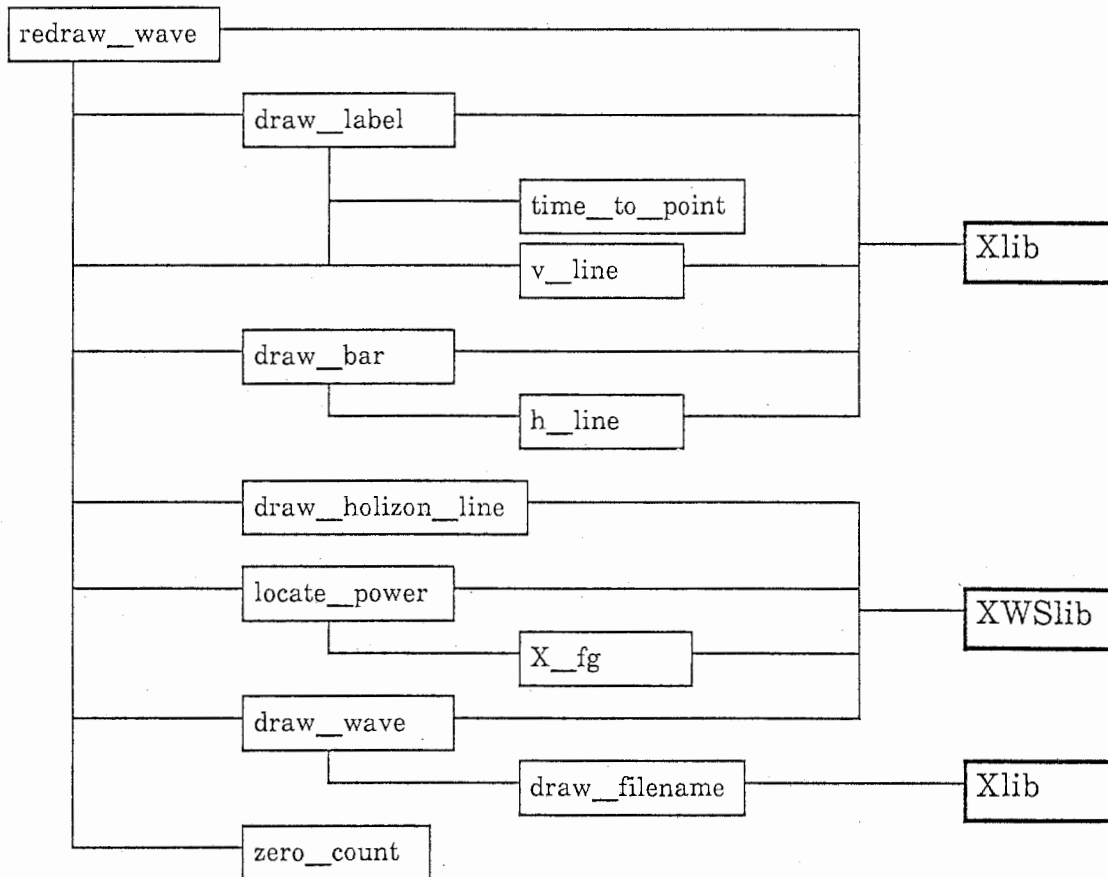 redraw__wave
draw__label
time__to__point
Xlib
v__line
draw__bar
h__line
draw__holizon__line
locate__power
XWSlib
X__fg
draw__wave
draw__filename
Xlib
zero__count